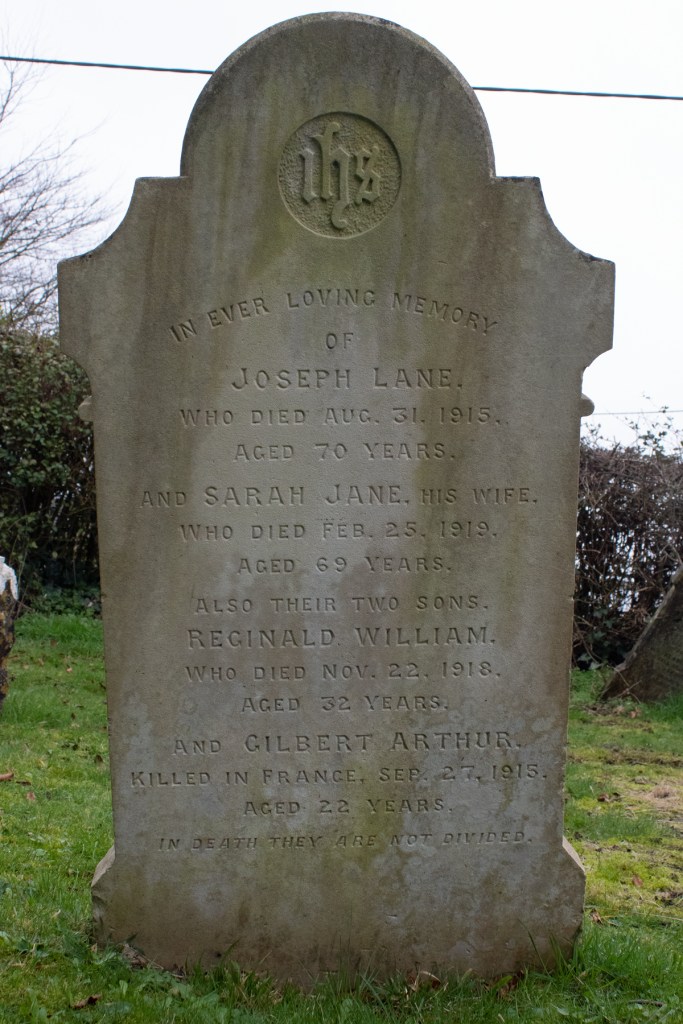 ihs
IN EVER LOVING MEMORY
OF
JOSEPH LANE.
WHO DIED AUG. 31. 1915.
AGED 70 YEARS.
AND SARAH JANE. HIS WIFE.
WHO DIED FEB. 25. 1919.
AGED 69 YEARS.
ALSO THEIR TWO SONS.
REGINALD WILLIAM.
WHO DIED NOV. 22. 1918.
AGED 32 YEARS.
AND GILBERT ARTHUR.
KILLED IN FRANCE. SEP. 27. 1915.
AGED 22 YEARS.
IN DEATH THEY ARE NOT DIVIDED.